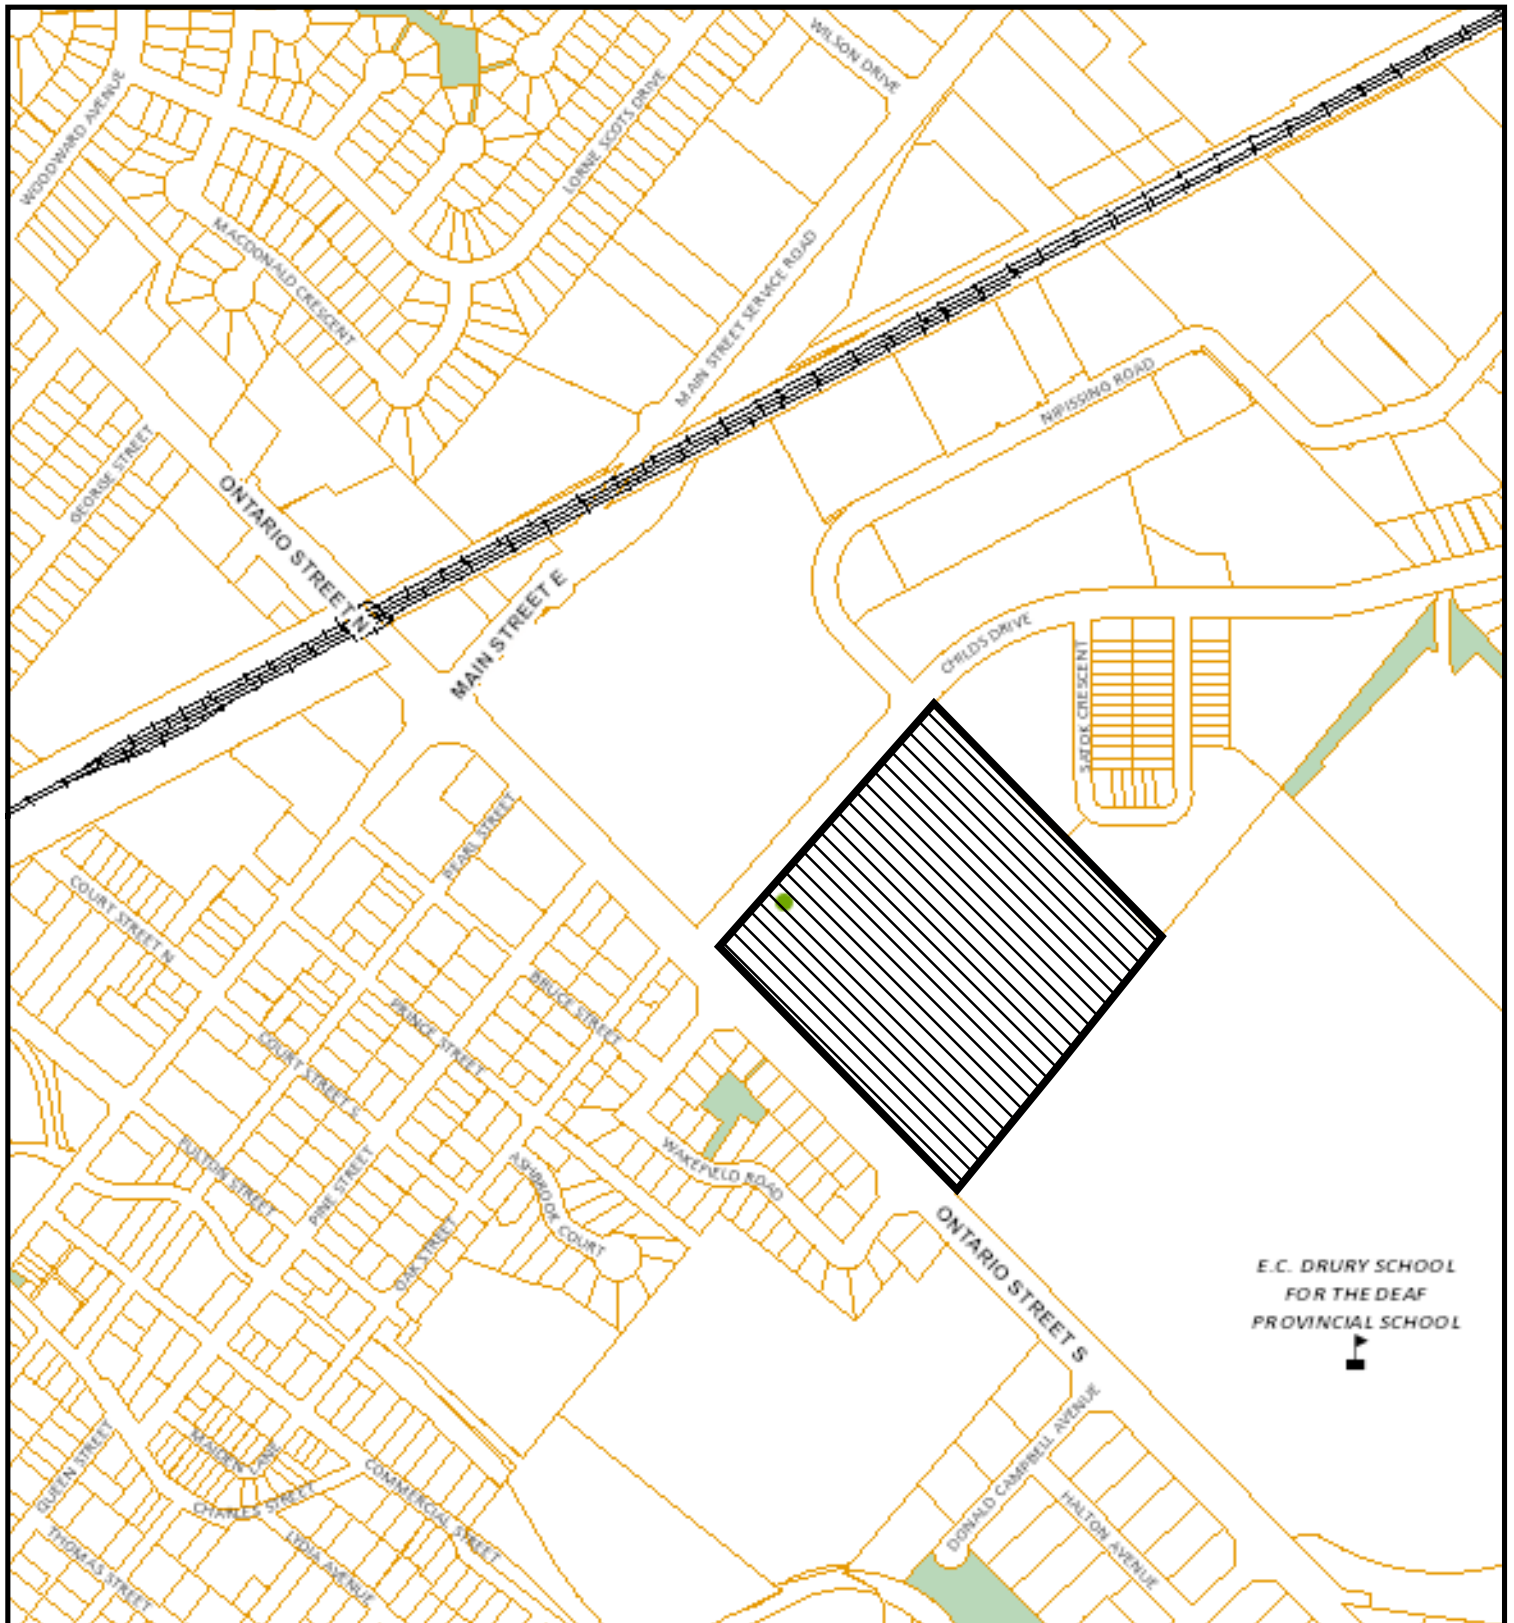 WILSON DRIVE
WOODWARD AVENUE
LORNE SCOTS DRIVE
MACDONALD CRESCENT
MAIN STREET SERVICE ROAD
NIPISSING ROAD
GEORGE STREET
ONTARIO STREET N
MAIN STREET E
CHILDS DRIVE
SATOK CRESCENT
PEARL STREET
COURT STREET N
BRUCE STREET
PRINCE STREET
COURT STREET S
FULTON STREET
PINE STREET
OAK STREET
ASHBROOK COURT
WAKEFIELD ROAD
ONTARIO STREET S
E.C. DRURY SCHOOL
FOR THE DEAF
PROVINCIAL SCHOOL
DONALD CAMPBELL AVENUE
HALTON AVENUE
QUEEN STREET
MAIDEN LANE
CHARLES STREET
COMMERCIAL STREET
THOMAS STREET
LYDIA AVENUE